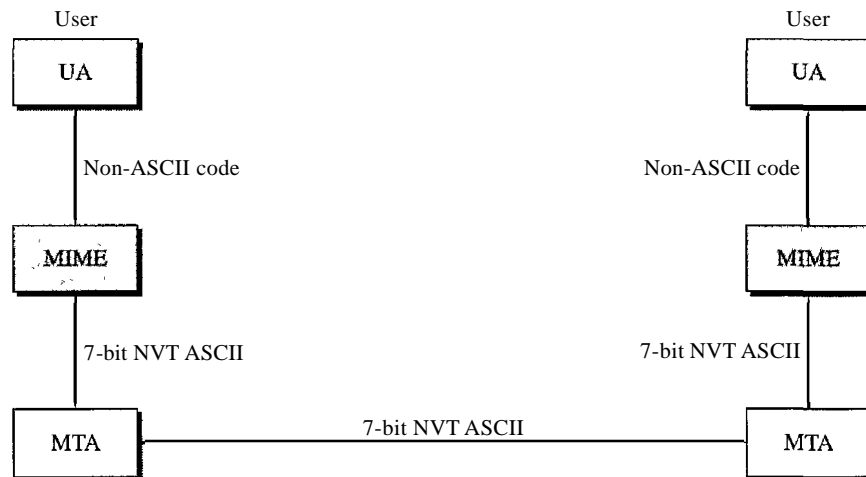 User User
UA UA
Non-ASCII code Non-ASCII code
MIME MIME
7-bit NVT ASCII 7-bit NVT ASCII
7-bit NVT ASCII
MTA MTA